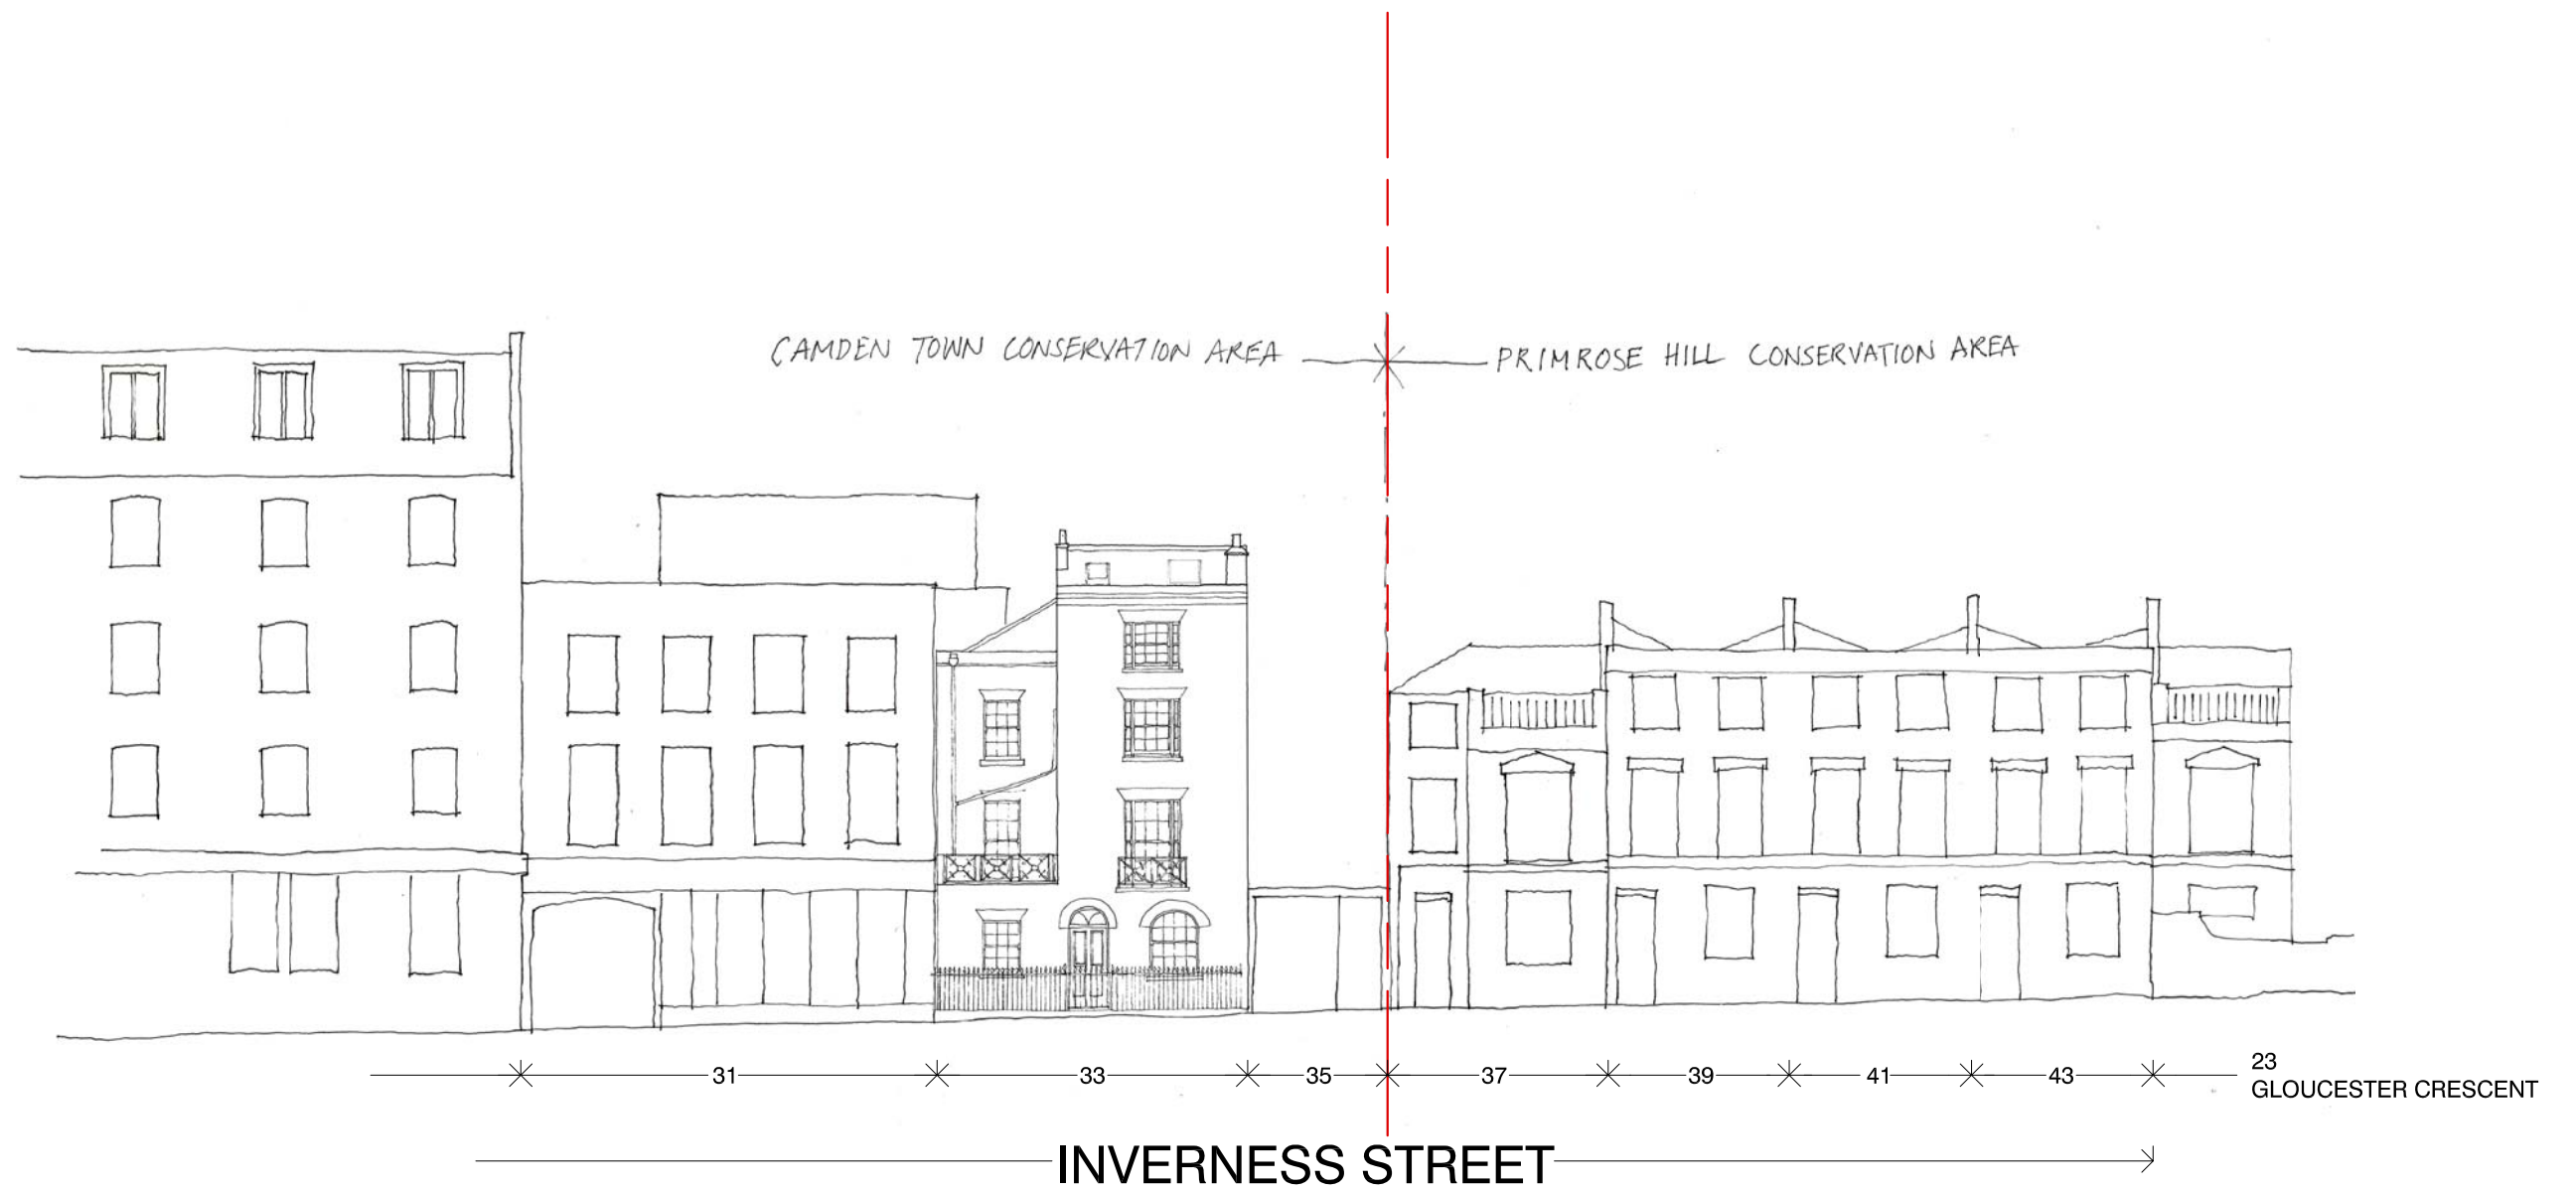 CAMDEN TOWN CONSERVATION AREA
PRIMROSE HILL CONSERVATION AREA
31 33 35 37 39 41 43 23
GLOUCESTER CRESCENT
INVERNESS STREET